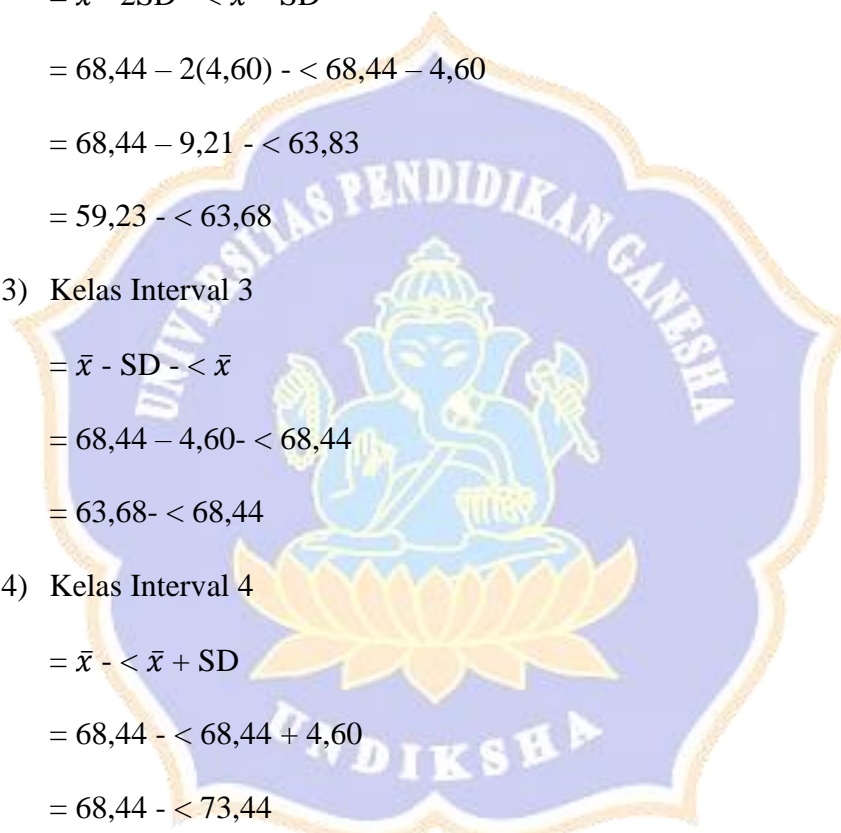 = x̄ - 2SD - < x̄ - SD
= 68,44 – 2(4,60) - < 68,44 – 4,60
= 68,44 – 9,21 - < 63,83
= 59,23 - < 63,68
3) Kelas Interval 3
= x̄ - SD - < x̄
= 68,44 – 4,60- < 68,44
= 63,68- < 68,44
4) Kelas Interval 4
= x̄ - < x̄ + SD
= 68,44 - < 68,44 + 4,60
= 68,44 - < 73,44
UNIVERSITAS PENDIDIKAN GANESHA
UNDIKSHA